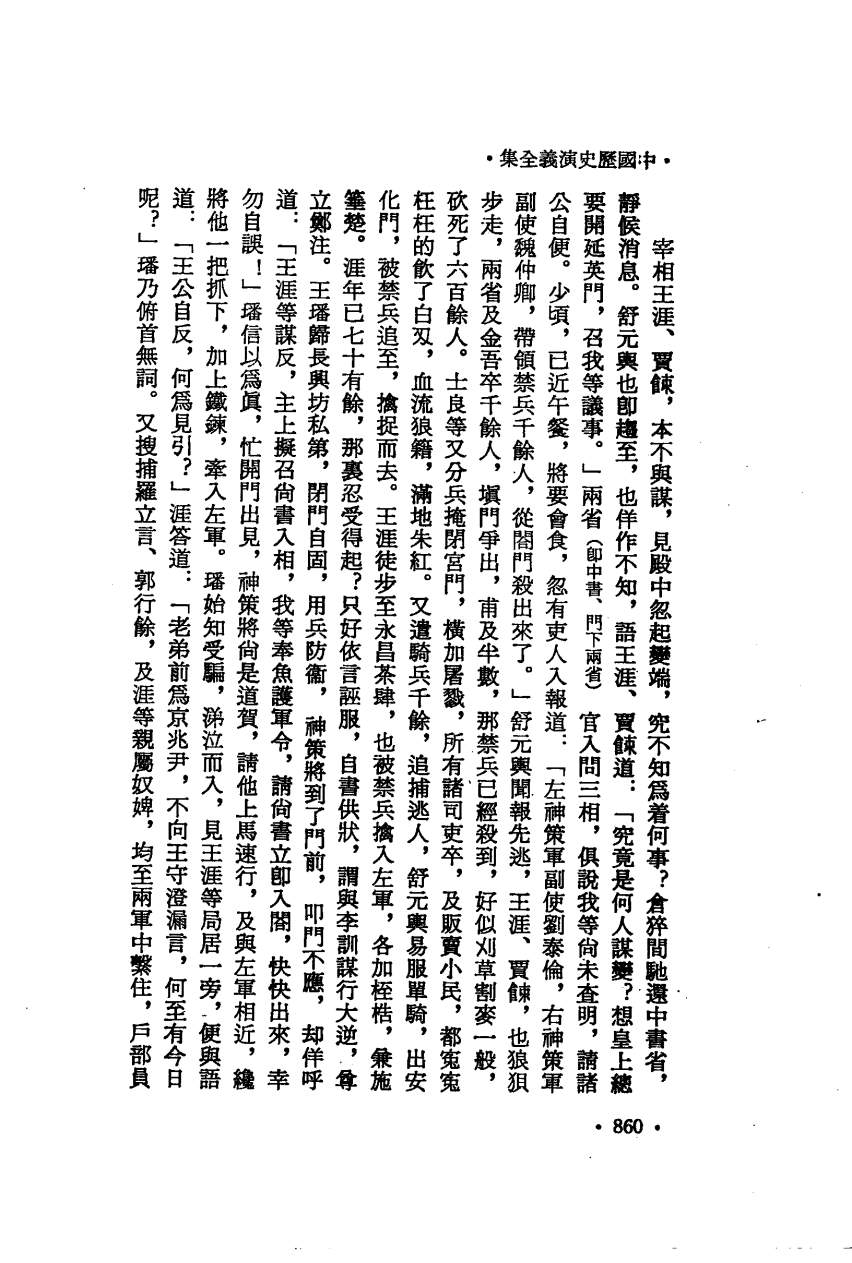 •中國歷史演義全集•
宰相王涯、賈餗，本不與謀，見殿中忽起變端，究不知爲着何事？倉猝間馳還中書省，
靜候消息。舒元輿也卽趨至，也佯作不知，語王涯、賈餗道：「究竟是何人謀變？想皇上總
要開延英門，召我等議事。」兩省（卽中書、門下兩省）官入問三相，俱說我等尙未查明，請諸
公自便。少頃，已近午餐，將要會食，忽有吏人入報道：「左神策軍副使劉泰倫，右神策軍
副使魏仲卿，帶領禁兵千餘人，從閤門殺出來了。」舒元輿聞報先逃，王涯、賈餗，也狼狽
步走，兩省及金吾卒千餘人，塡門爭出，甫及半數，那禁兵已經殺到，好似刈草割麥一般，
砍死了六百餘人。士良等又分兵掩閉宮門，橫加屠戮，所有諸司吏卒，及販賣小民，都寃寃
枉枉的飮了白刄，血流狼籍，滿地朱紅。又遣騎兵千餘，追捕逃人，舒元輿易服單騎，出安
化門，被禁兵追至，擒捉而去。王涯徒步至永昌茶肆，也被禁兵擒入左軍，各加桎梏，兼施
箠楚。涯年已七十有餘，那裏忍受得起？只好依言誣服，自書供狀，謂與李訓謀行大逆，尊
立鄭注。王璠歸長興坊私第，閉門自固，用兵防衞，神策將到了門前，叩門不應，却佯呼
道：「王涯等謀反，主上擬召尙書入相，我等奉魚護軍令，請尙書立卽入閤，快快出來，幸
勿自誤！」璠信以爲眞，忙開門出見，神策將尙是道賀，請他上馬速行，及與左軍相近，纔
將他一把抓下，加上鐵鍊，牽入左軍。璠始知受騙，涕泣而入，見王涯等局居一旁，便與語
道：「王公自反，何爲見引？」涯答道：「老弟前爲京兆尹，不向王守澄漏言，何至有今日
呢？」璠乃俯首無詞。又搜捕羅立言、郭行餘，及涯等親屬奴婢，均至兩軍中繫住，戶部員
•860•